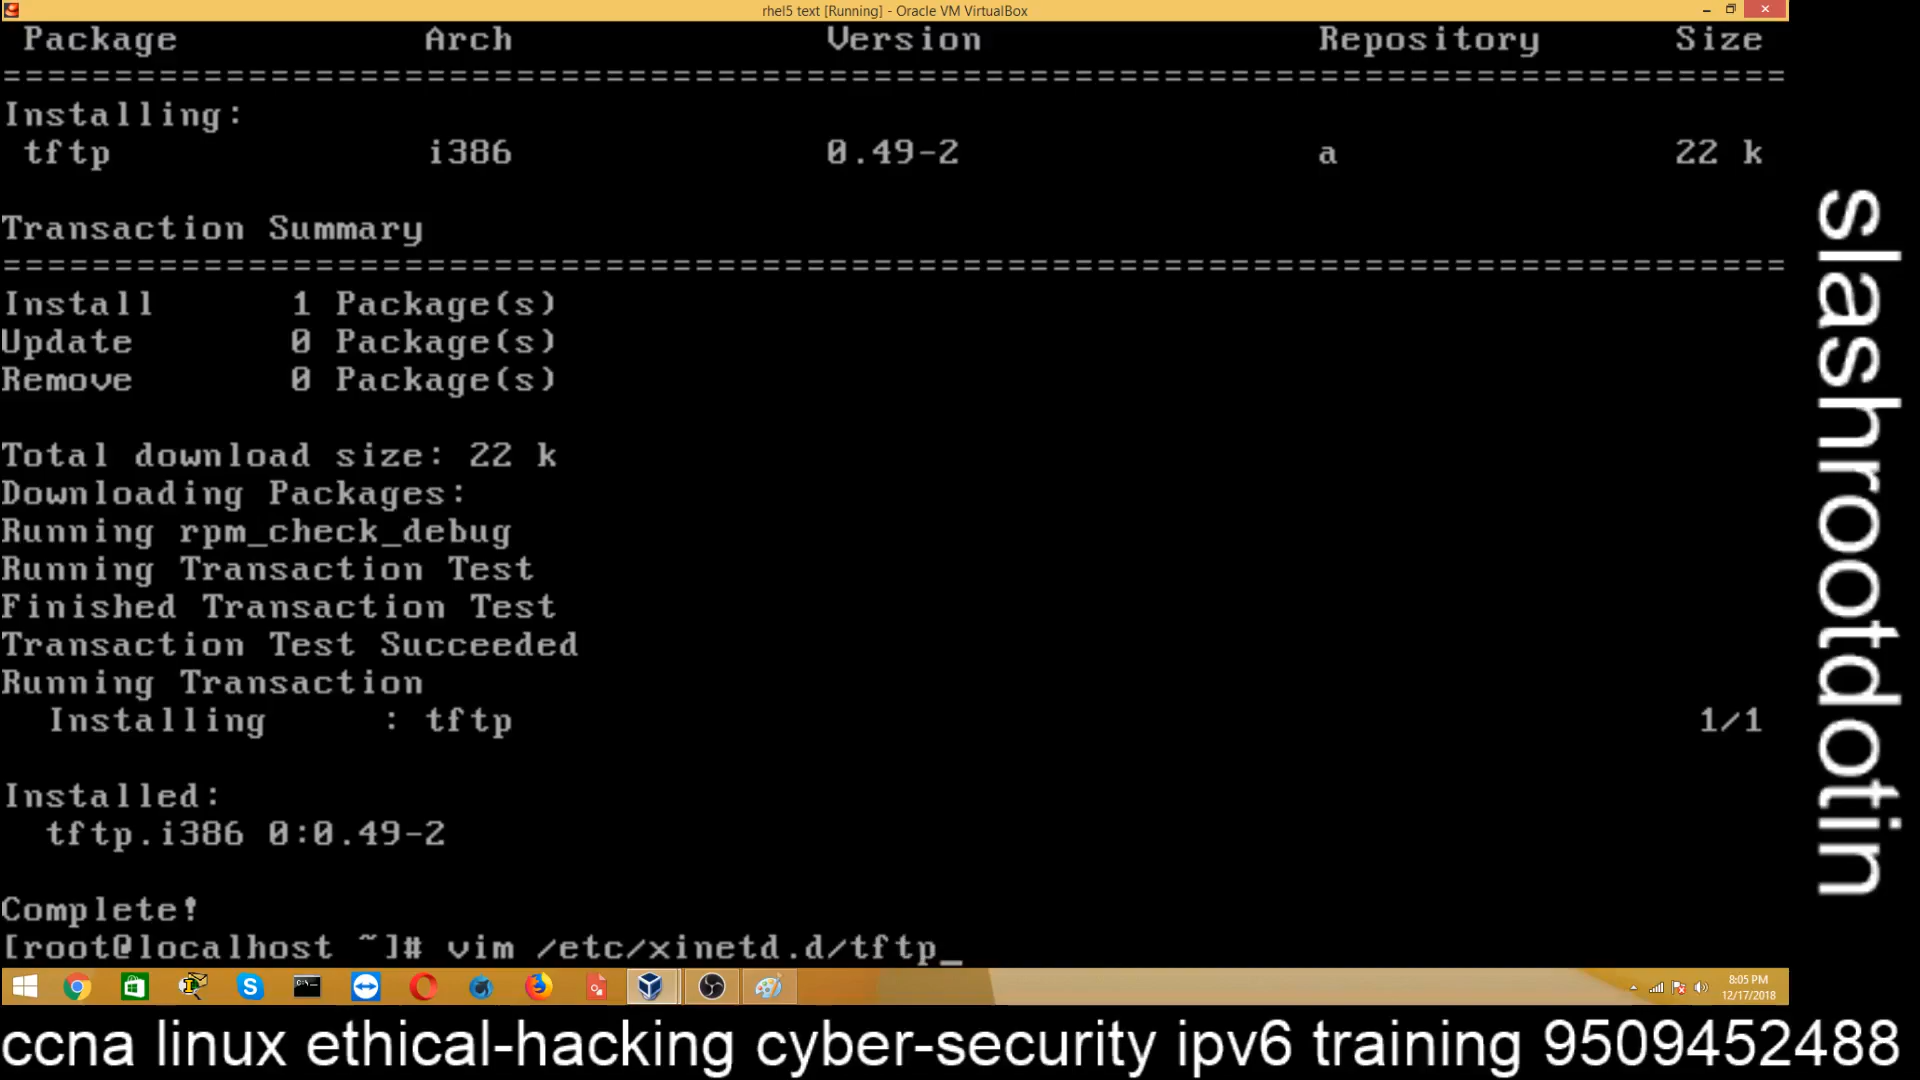 rhel5 text [Running] - Oracle VM VirtualBox
Package Arch Version Repository Size
================================================================================
Installing:
tftp i386 0.49-2 a 22 k
Transaction Summary
================================================================================
Install 1 Package(s)
Update 0 Package(s)
Remove 0 Package(s)
Total download size: 22 k
Downloading Packages:
Running rpm_check_debug
Running Transaction Test
Finished Transaction Test
Transaction Test Succeeded
Running Transaction
Installing : tftp 1/1
Installed:
tftp.i386 0:0.49-2
Complete!
[root@localhost ~]# vim /etc/xinetd.d/tftp_
8:05 PM
12/17/2018
slashrootdotin
ccna linux ethical-hacking cyber-security ipv6 training 9509452488